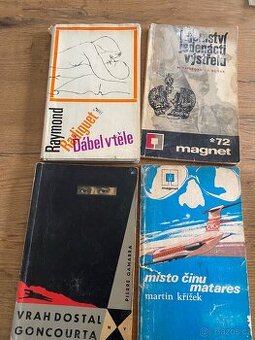 Raymond
Radiguet
Ďábel v těle
tajemství
jedenácti
výstřelů
*72
magnet
PIERRE GAMARRA
VRAH DOSTAL
GONCOURTA
magnet
místo činu
matares
martin křížek